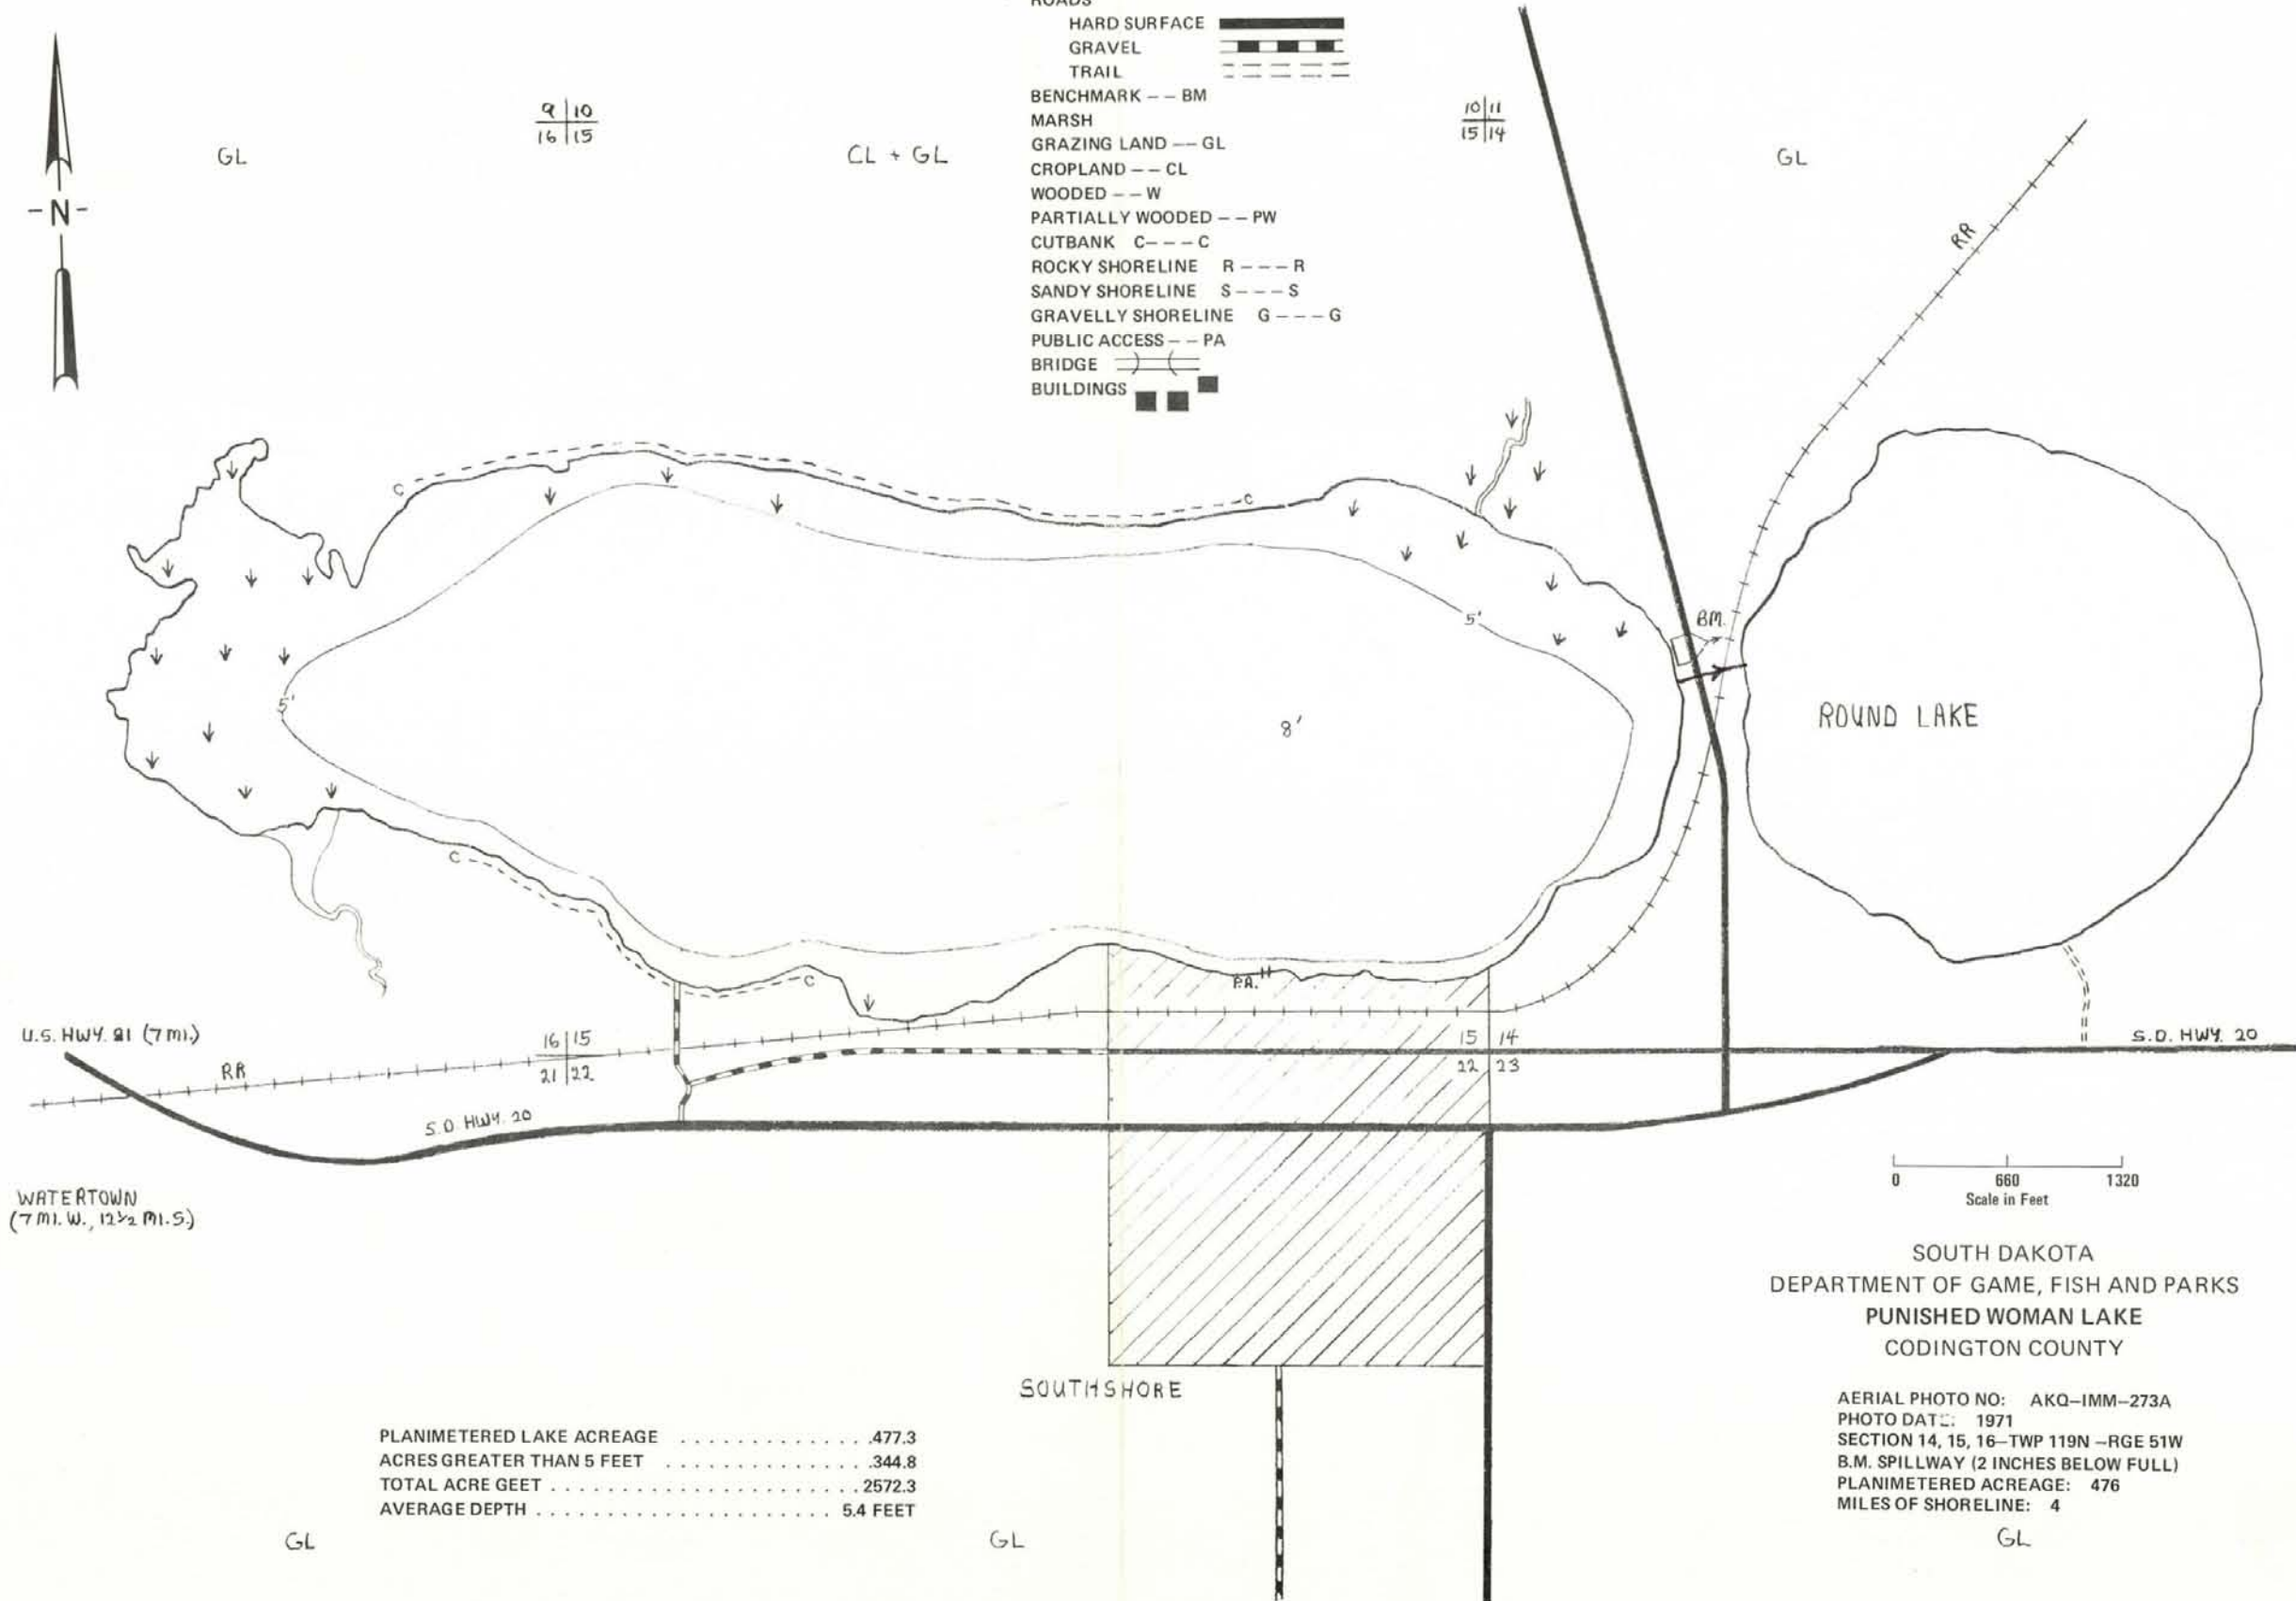 ROADS
HARD SURFACE
GRAVEL
TRAIL
BENCHMARK -- BM
MARSH
GRAZING LAND -- GL
CROPLAND -- CL
WOODED -- W
PARTIALLY WOODED -- PW
CUTBANK C---C
ROCKY SHORELINE R---R
SANDY SHORELINE S---S
GRAVELLY SHORELINE G---G
PUBLIC ACCESS -- PA
BRIDGE
BUILDINGS
-N-
GL
9 10
16 15
CL + GL
10 11
15 14
GL
RR
C
C
5'
BM.
5'
8'
ROUND LAKE
C
C
P.A.
U.S. HWY. 81 (7 MI.)
RR
16 15
21 22
15 14
22 23
S.D. HWY. 20
S.D. HWY. 20
WATERTOWN
(7 MI. W., 12 1/2 MI. S.)
0 660 1320
Scale in Feet
SOUTH DAKOTA
DEPARTMENT OF GAME, FISH AND PARKS
PUNISHED WOMAN LAKE
CODINGTON COUNTY
SOUTHSHORE
AERIAL PHOTO NO: AKQ-IMM-273A
PHOTO DATE: 1971
SECTION 14, 15, 16-TWP 119N -RGE 51W
B.M. SPILLWAY (2 INCHES BELOW FULL)
PLANIMETERED ACREAGE: 476
MILES OF SHORELINE: 4
PLANIMETERED LAKE ACREAGE . . . . . . . . . . . . . .477.3
ACRES GREATER THAN 5 FEET . . . . . . . . . . . . . . .344.8
TOTAL ACRE GEET . . . . . . . . . . . . . . . . . . . . . . 2572.3
AVERAGE DEPTH . . . . . . . . . . . . . . . . . . . . . . 5.4 FEET
GL
GL
GL